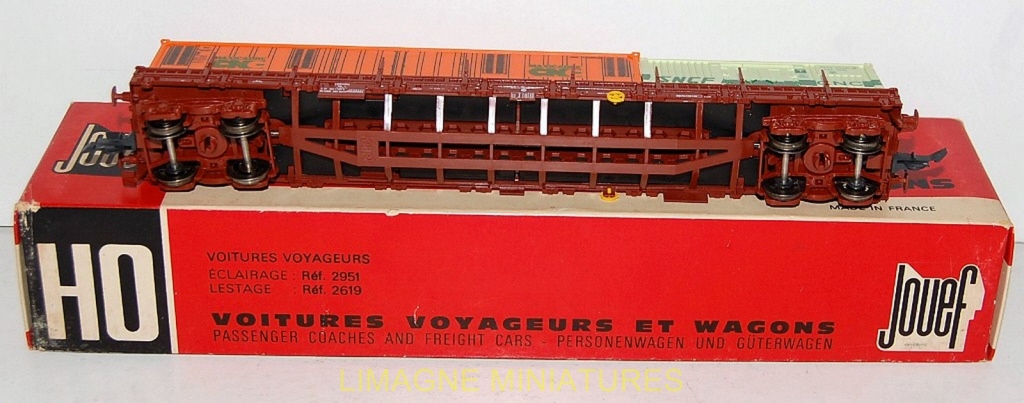 SNCF
Jouef
MADE IN FRANCE
HO
VOITURES VOYAGEURS
ÉCLAIRAGE : Réf. 2951
LESTAGE : Réf. 2619
VOITURES VOYAGEURS ET WAGONS
PASSENGER COACHES AND FREIGHT CARS - PERSONENWAGEN UND GÜTERWAGEN
Jouef
LIMAGNE MINIATURES